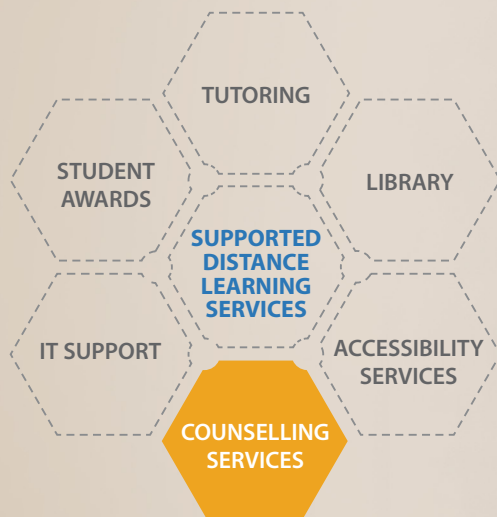 TUTORING
STUDENT
AWARDS
LIBRARY
SUPPORTED
DISTANCE
LEARNING
SERVICES
IT SUPPORT
ACCESSIBILITY
SERVICES
COUNSELLING
SERVICES